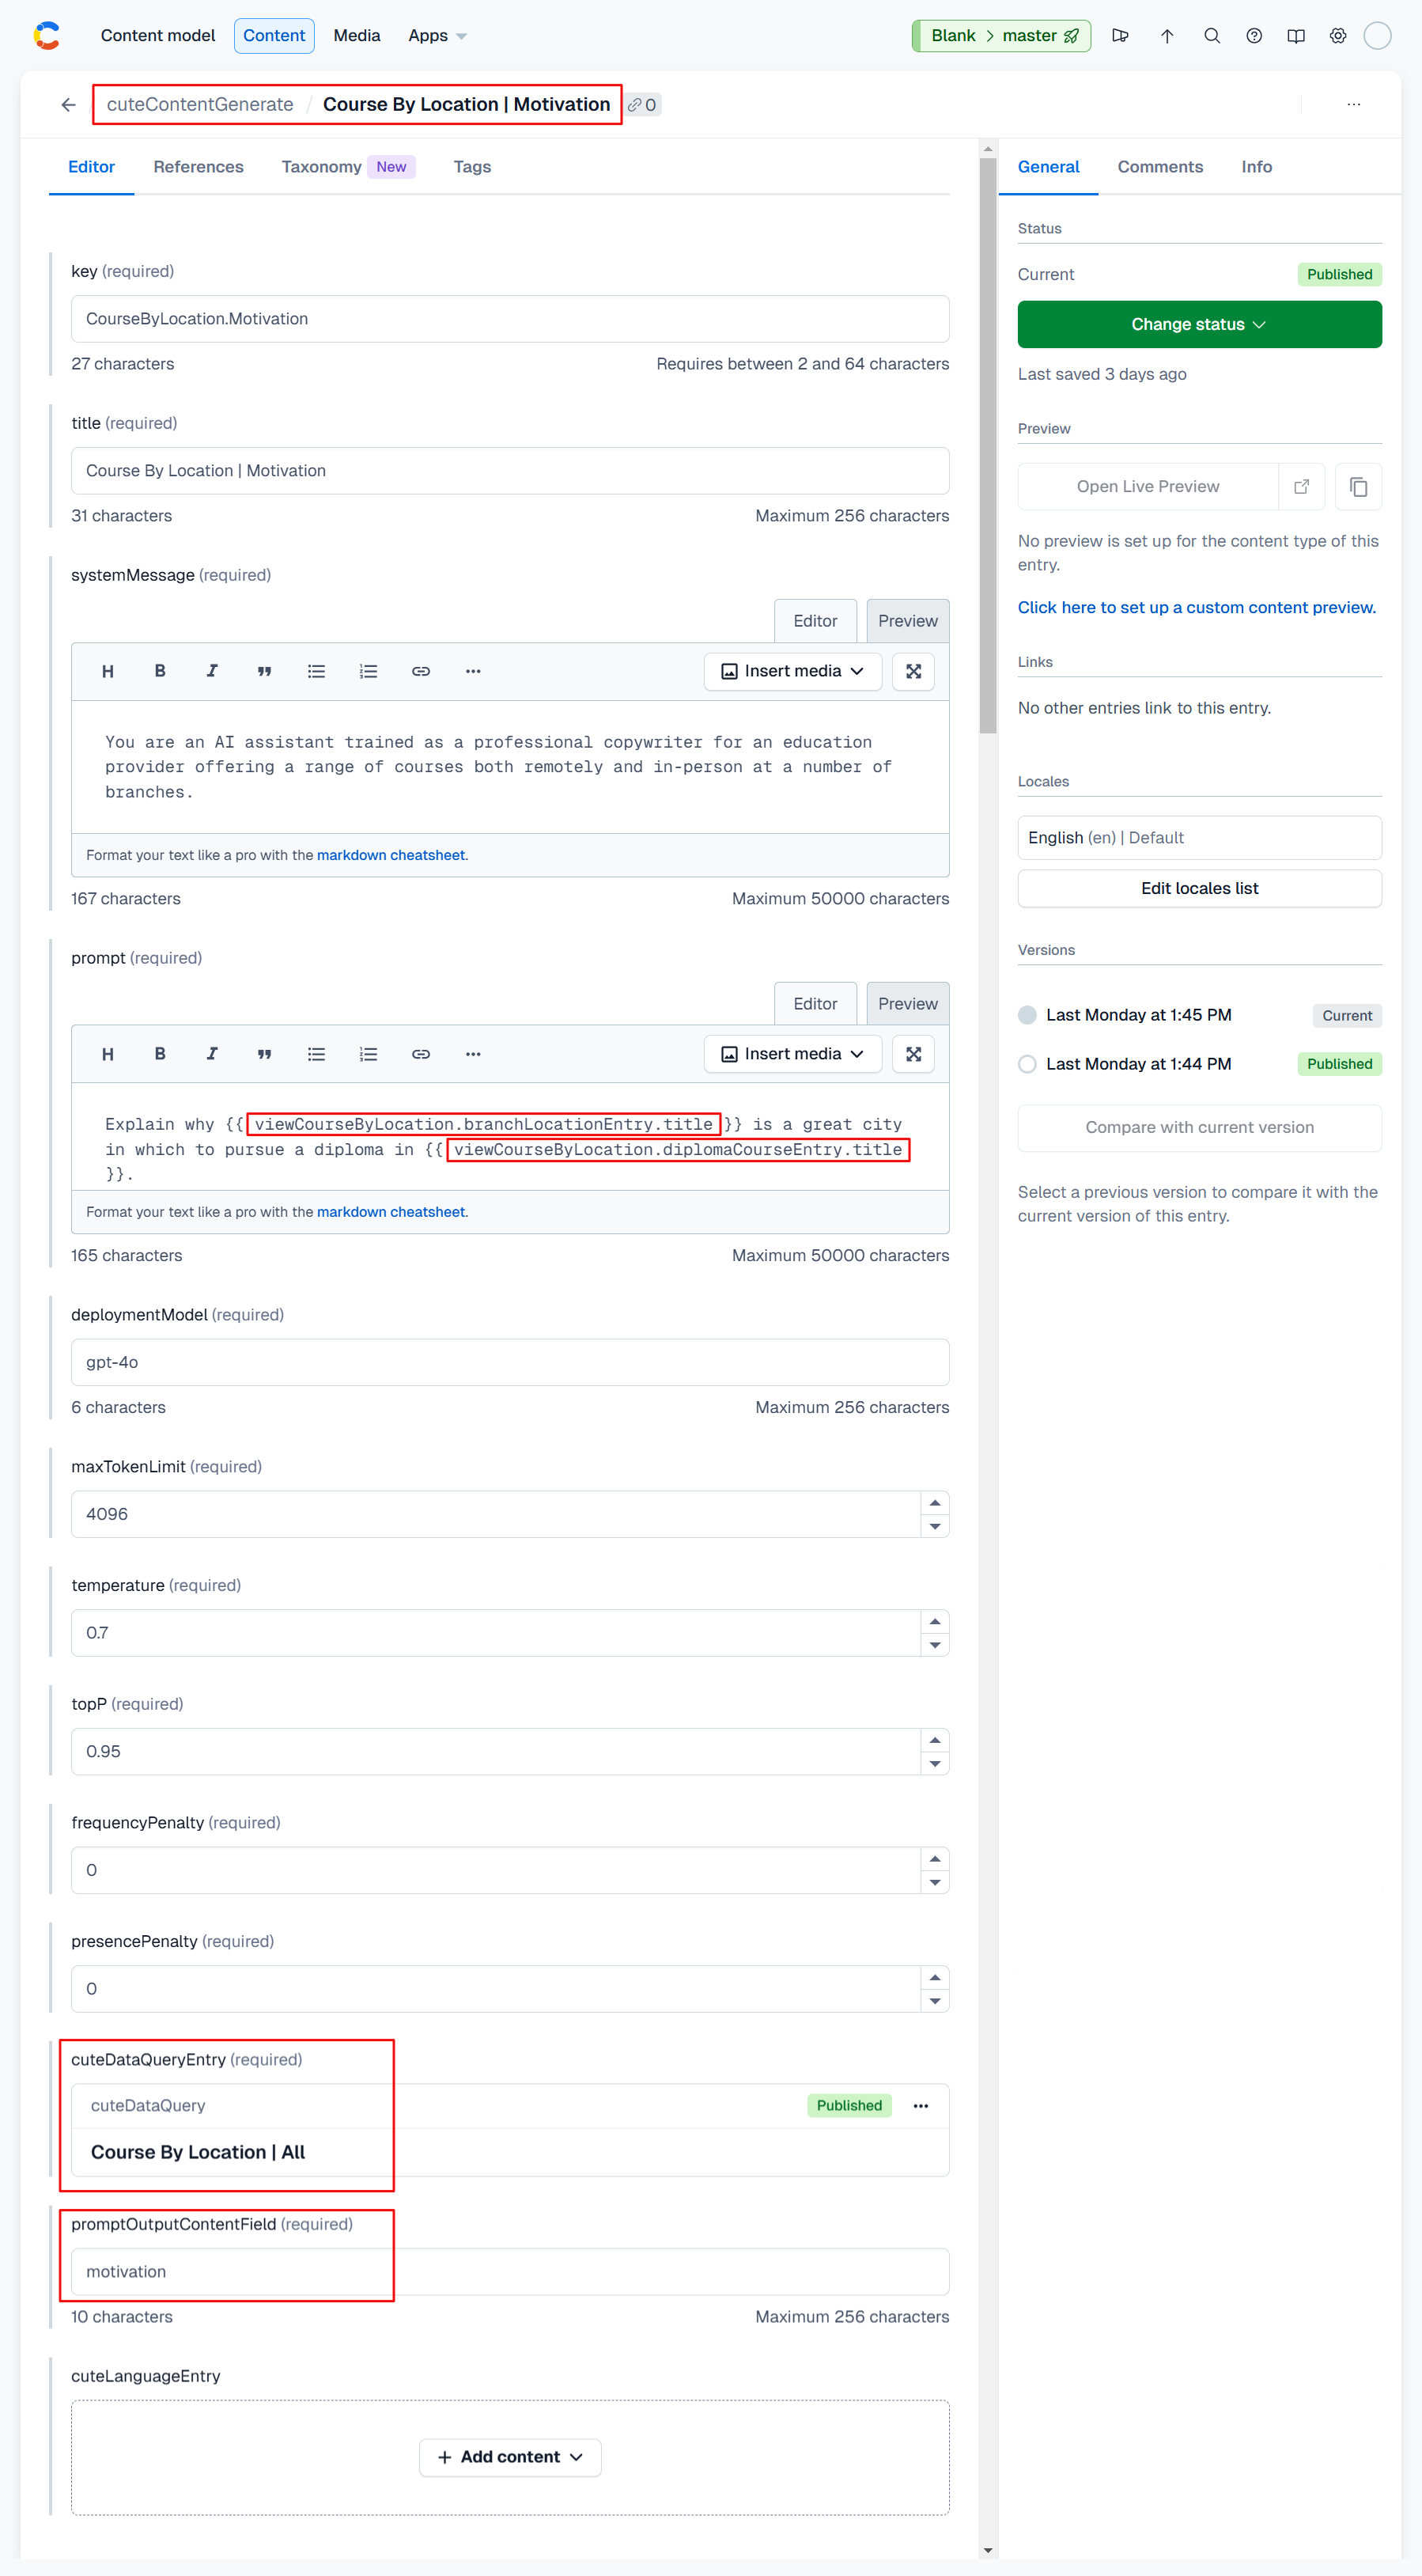 Content model
Content
Media
Apps
Blank > master
cuteContentGenerate / Course By Location | Motivation
0
Editor
References
Taxonomy New
Tags
key (required)
CourseByLocation.Motivation
27 characters
Requires between 2 and 64 characters
title (required)
Course By Location | Motivation
31 characters
Maximum 256 characters
systemMessage (required)
Editor
Preview
H B I
Insert media
You are an AI assistant trained as a professional copywriter for an education
provider offering a range of courses both remotely and in-person at a number of
branches.
Format your text like a pro with the markdown cheatsheet.
167 characters
Maximum 50000 characters
prompt (required)
Editor
Preview
H B I
Insert media
Explain why {{ viewCourseByLocation.branchLocationEntry.title }} is a great city
in which to pursue a diploma in {{ viewCourseByLocation.diplomaCourseEntry.title
}}.
Format your text like a pro with the markdown cheatsheet.
165 characters
Maximum 50000 characters
deploymentModel (required)
gpt-4o
6 characters
Maximum 256 characters
maxTokenLimit (required)
4096
temperature (required)
0.7
topP (required)
0.95
frequencyPenalty (required)
0
presencePenalty (required)
0
cuteDataQueryEntry (required)
cuteDataQuery
Published
Course By Location | All
promptOutputContentField (required)
motivation
10 characters
Maximum 256 characters
cuteLanguageEntry
+ Add content
General
Comments
Info
Status
Current
Published
Change status
Last saved 3 days ago
Preview
Open Live Preview
No preview is set up for the content type of this
entry.
Click here to set up a custom content preview.
Links
No other entries link to this entry.
Locales
English (en) | Default
Edit locales list
Versions
Last Monday at 1:45 PM
Current
Last Monday at 1:44 PM
Published
Compare with current version
Select a previous version to compare it with the
current version of this entry.